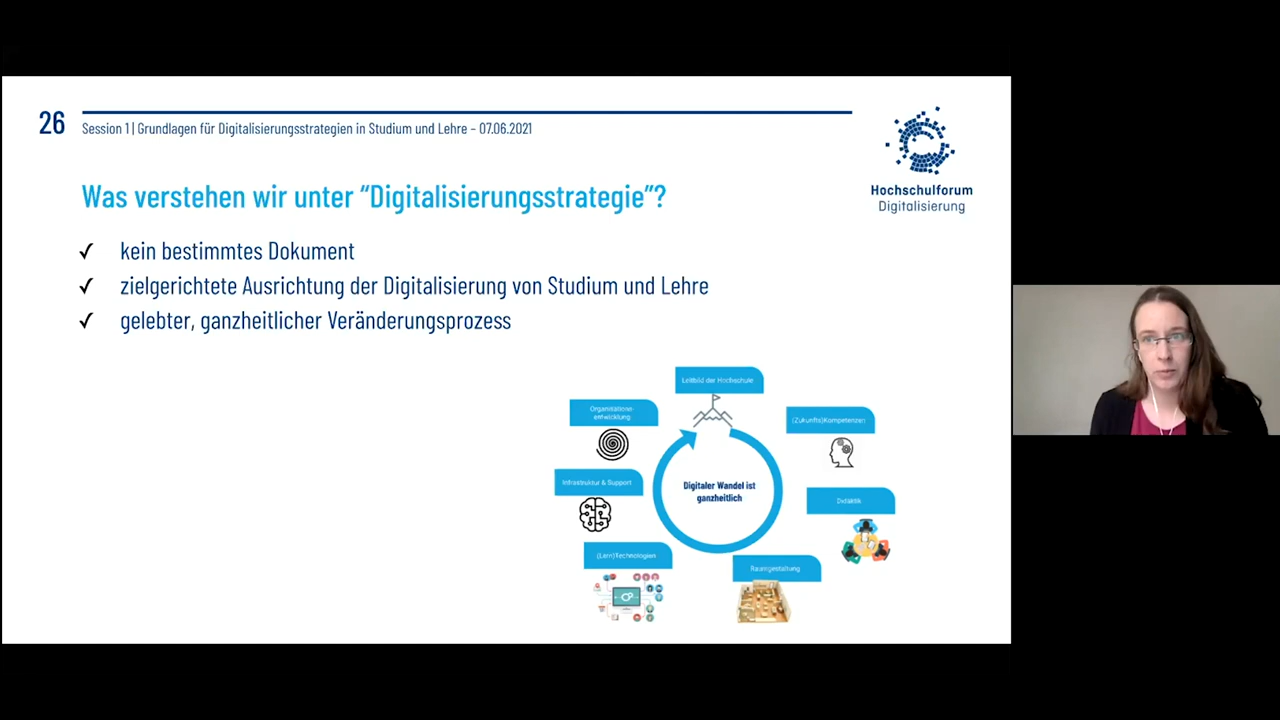 26
Session 1 | Grundlagen für Digitalisierungsstrategien in Studium und Lehre – 07.06.2021
Hochschulforum
Digitalisierung
Was verstehen wir unter “Digitalisierungsstrategie”?
✓ kein bestimmtes Dokument
✓ zielgerichtete Ausrichtung der Digitalisierung von Studium und Lehre
✓ gelebter, ganzheitlicher Veränderungsprozess
Leitbild der Hochschule
(Zukunfts)Kompetenzen
Didaktik
Raumgestaltung
(Lern)Technologien
Infrastruktur & Support
Organisations-
entwicklung
Digitaler Wandel ist
ganzheitlich